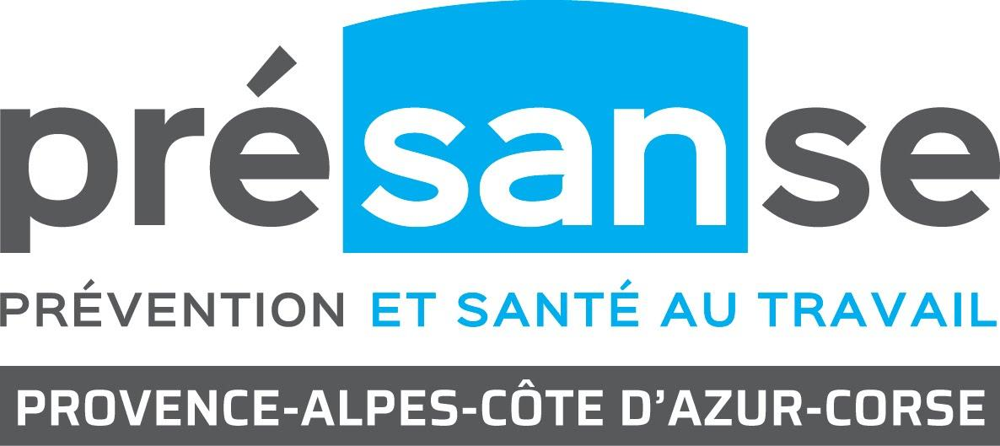 présanse
PRÉVENTION ET SANTÉ AU TRAVAIL
PROVENCE-ALPES-CÔTE D’AZUR-CORSE